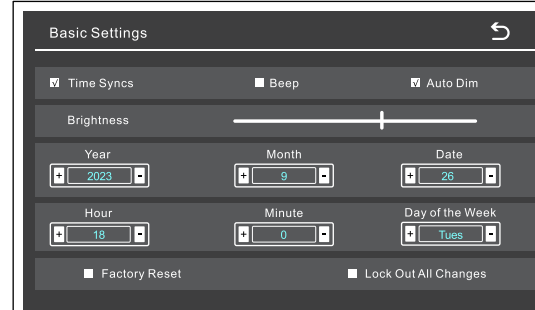 Basic Settings
Time Syncs Beep Auto Dim
Brightness
Year Month Date
+ 2023 - + 9 - + 26 -
Hour Minute Day of the Week
+ 18 - + 0 - + Tues -
Factory Reset Lock Out All Changes